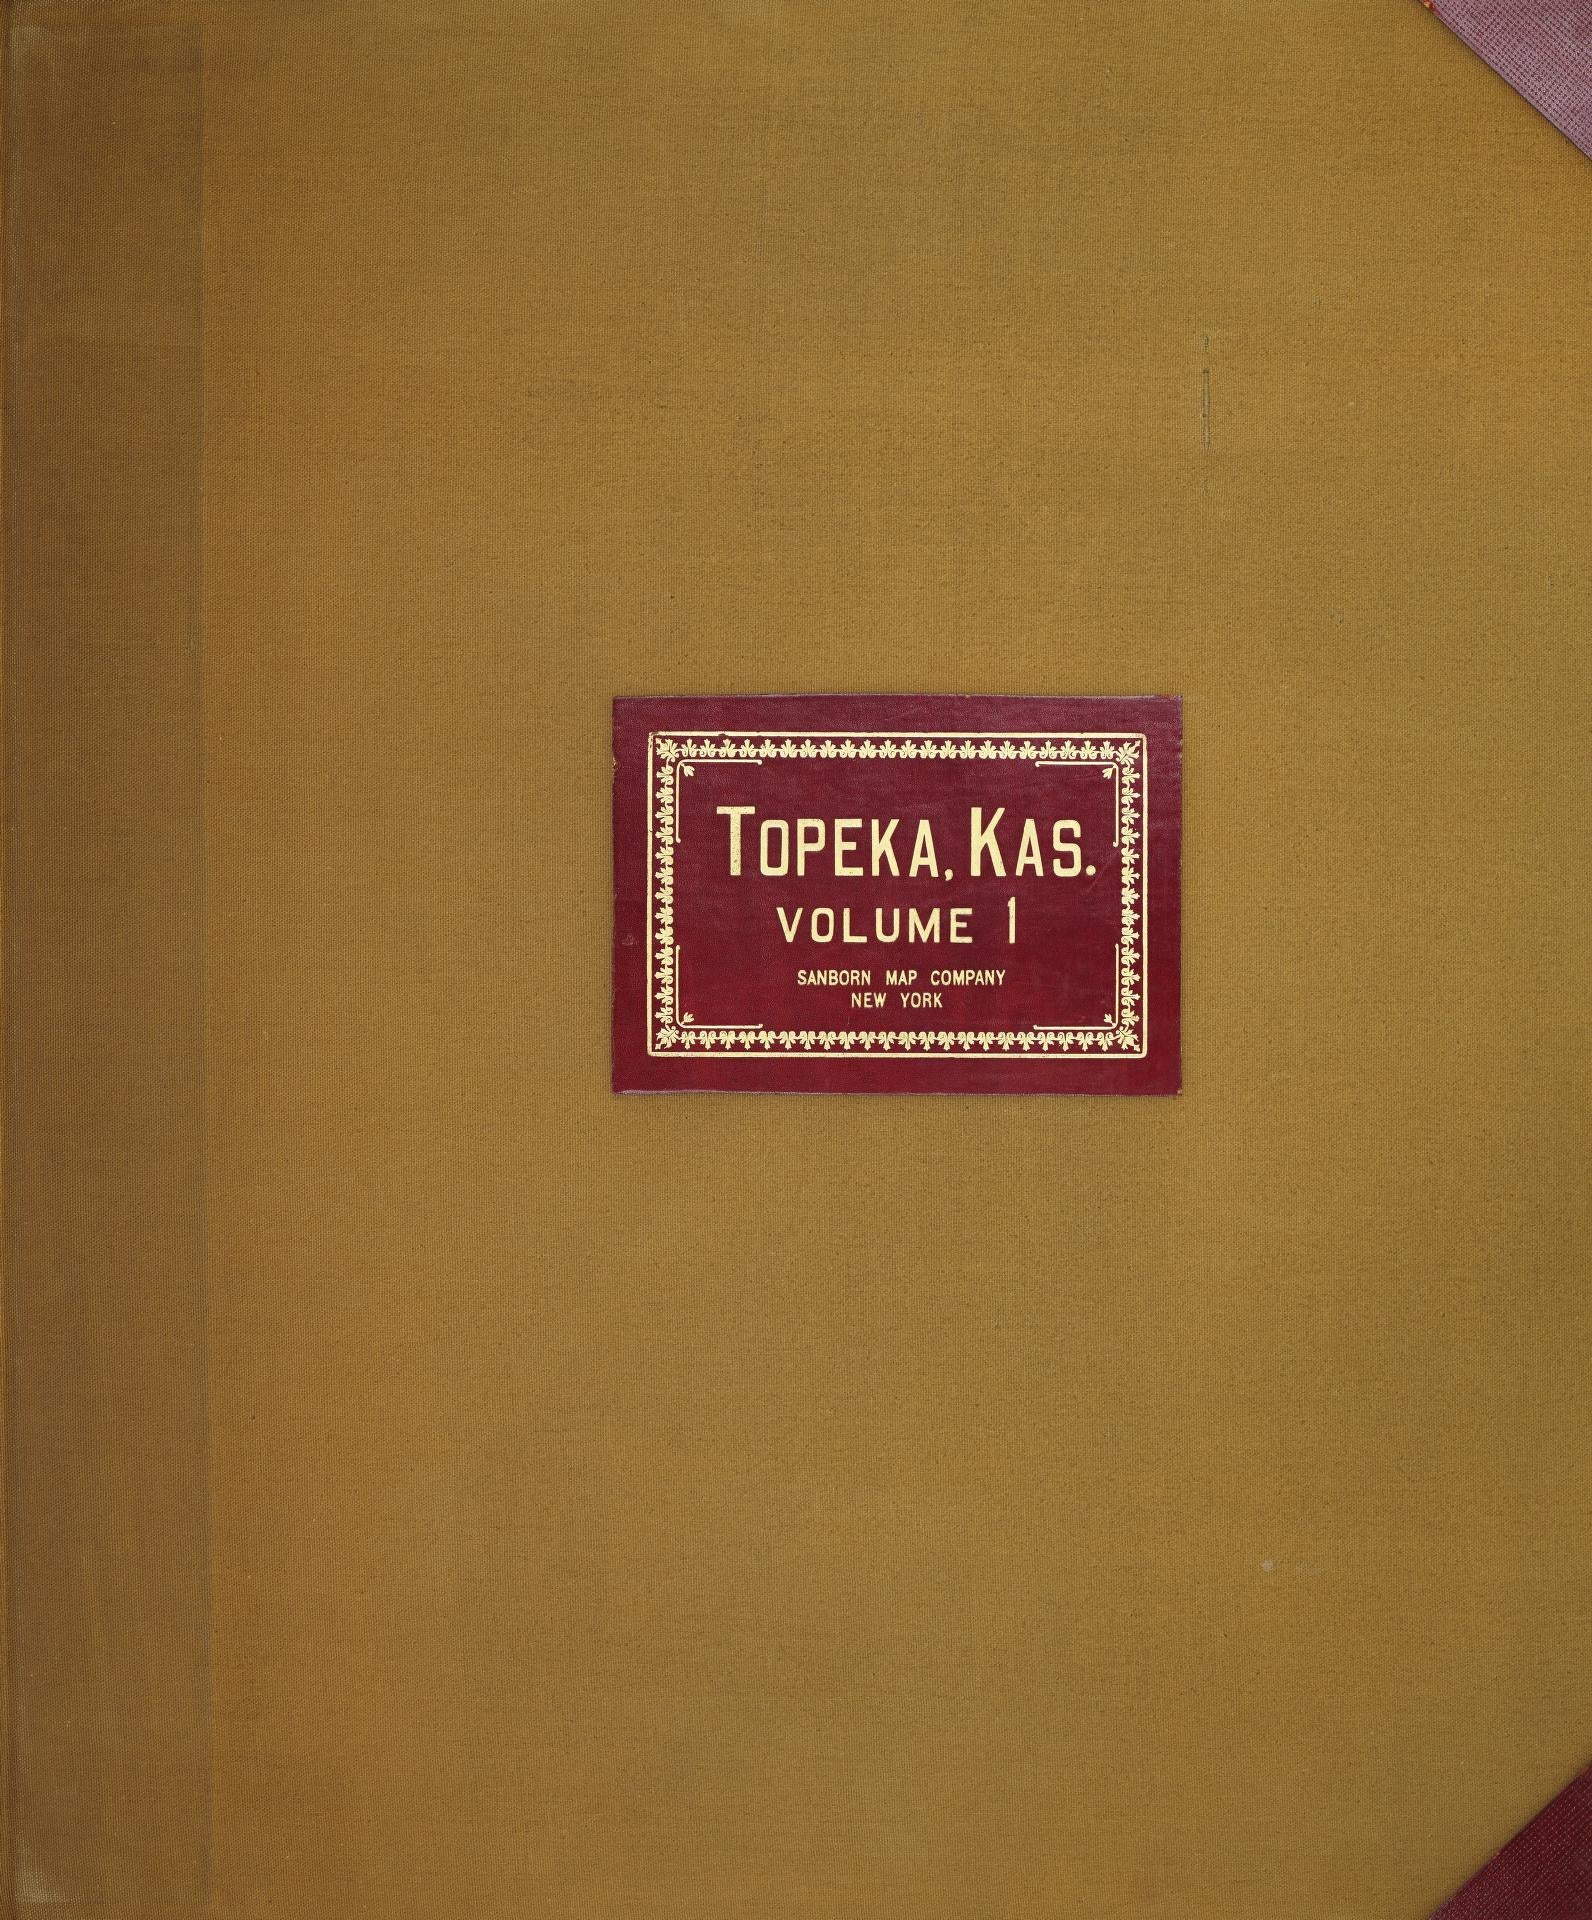 TOPEKA, KAS.
VOLUME 1
SANBORN MAP COMPANY
NEW YORK